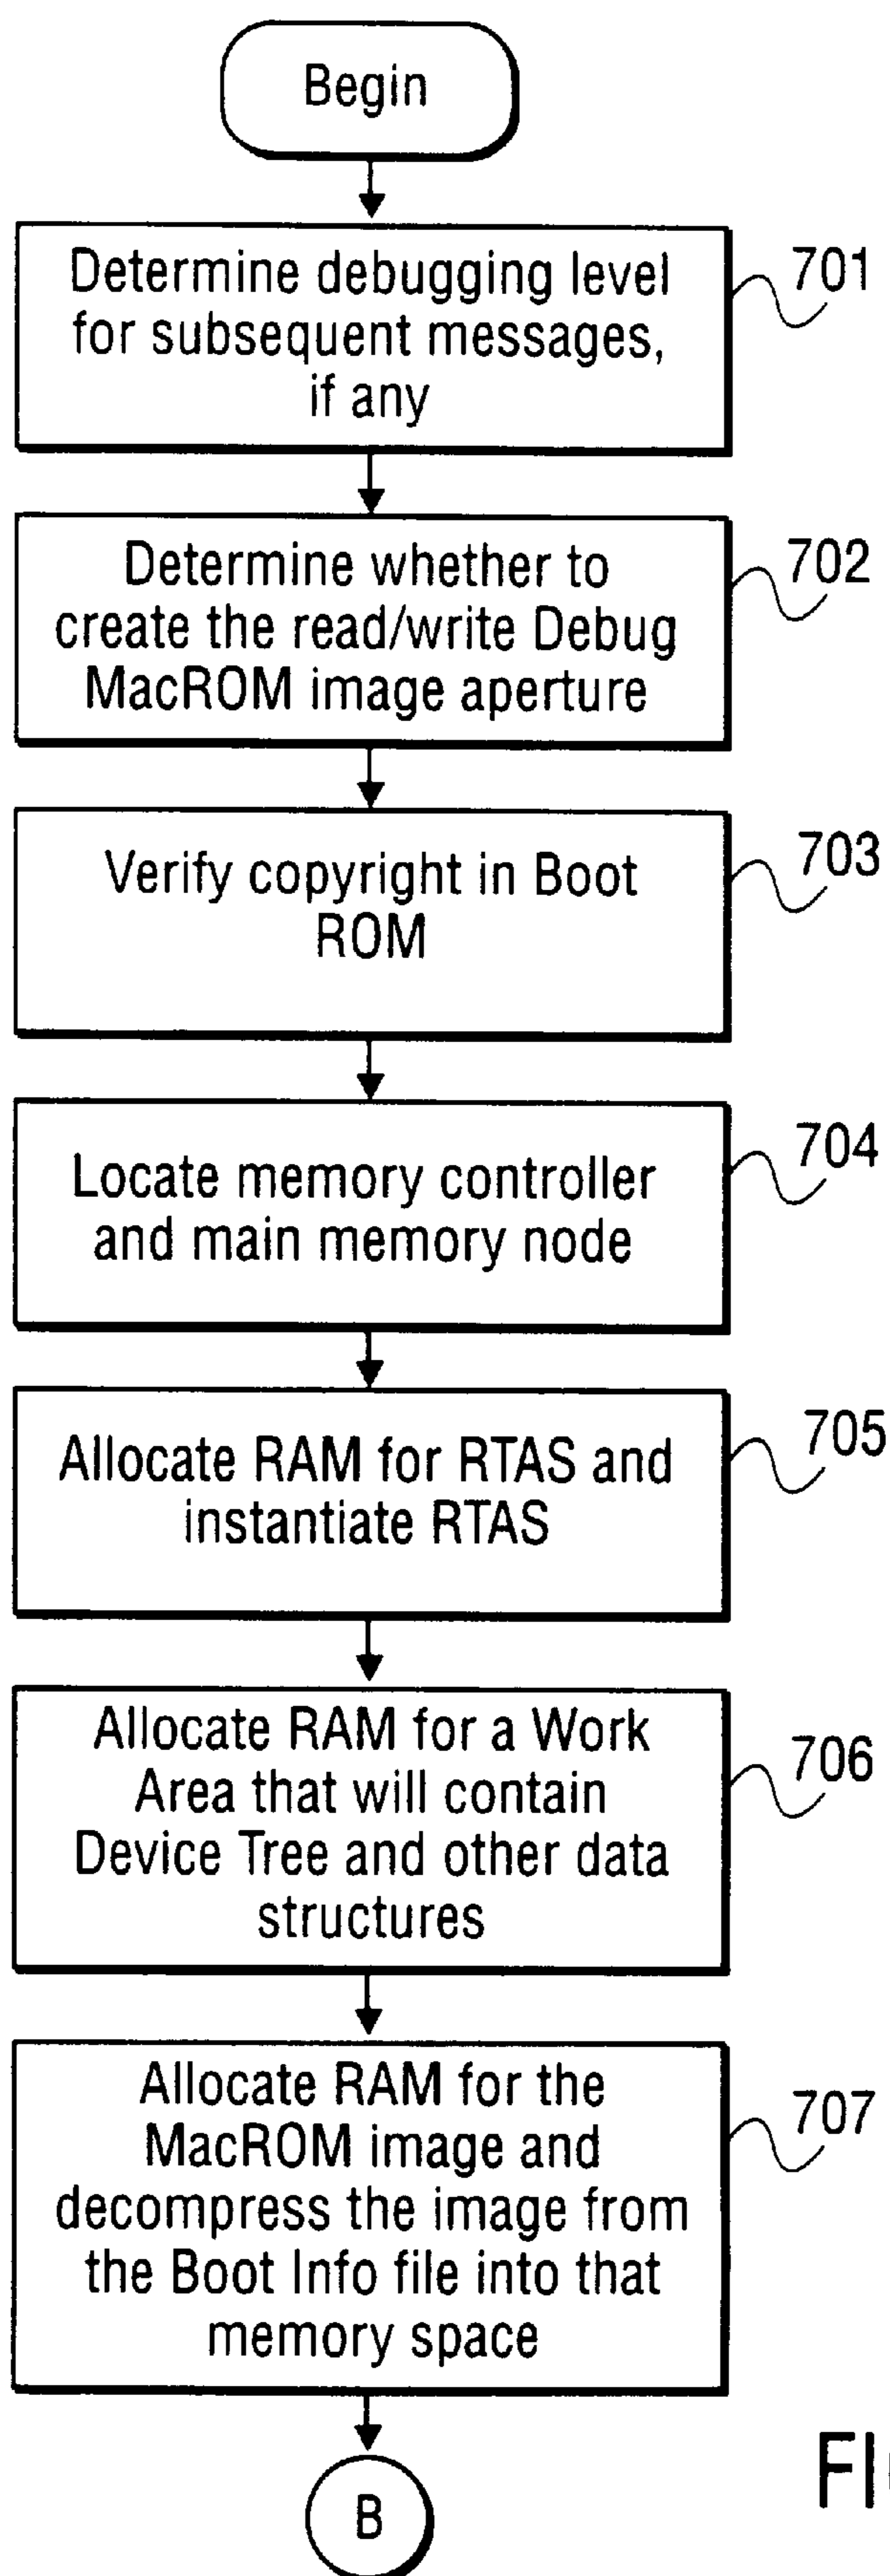 Begin
Determine debugging level
for subsequent messages,
if any
701
Determine whether to
create the read/write Debug
MacROM image aperture
702
Verify copyright in Boot
ROM
703
Locate memory controller
and main memory node
704
Allocate RAM for RTAS and
instantiate RTAS
705
Allocate RAM for a Work
Area that will contain
Device Tree and other data
structures
706
Allocate RAM for the
MacROM image and
decompress the image from
the Boot Info file into that
memory space
707
B